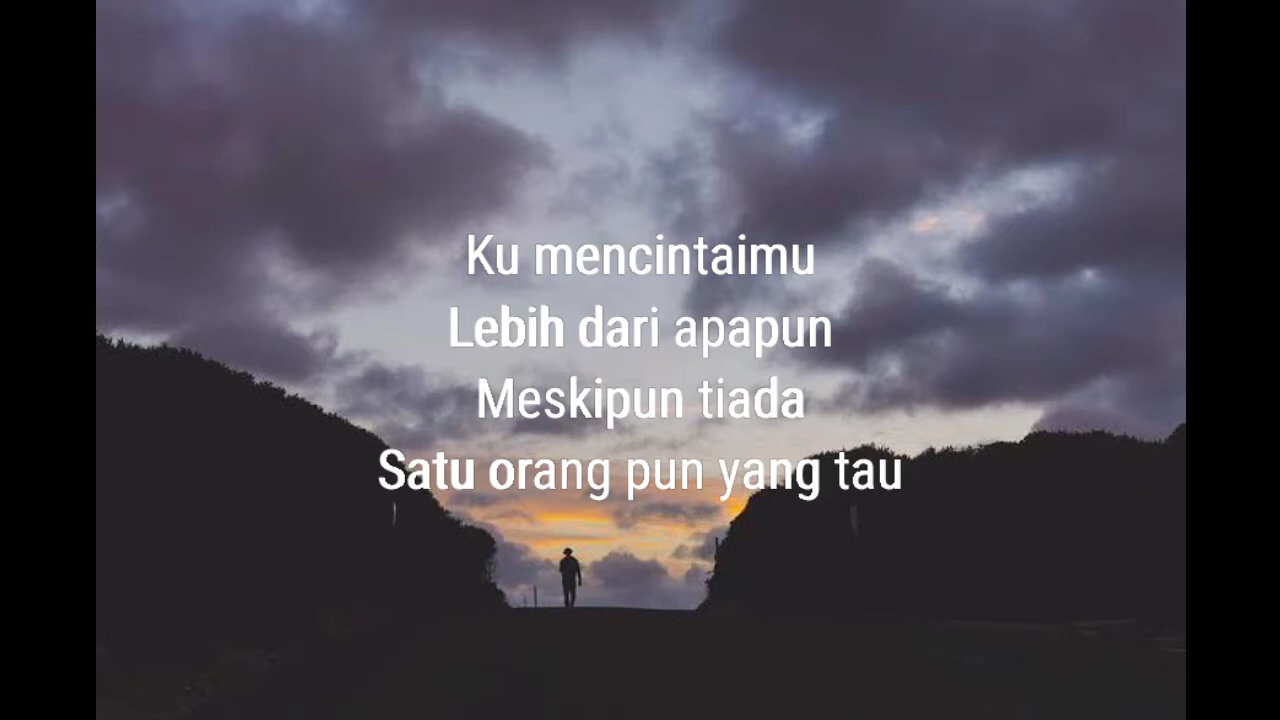 Ku mencintaimu
Lebih dari apapun
Meskipun tiada
Satu orang pun yang tau